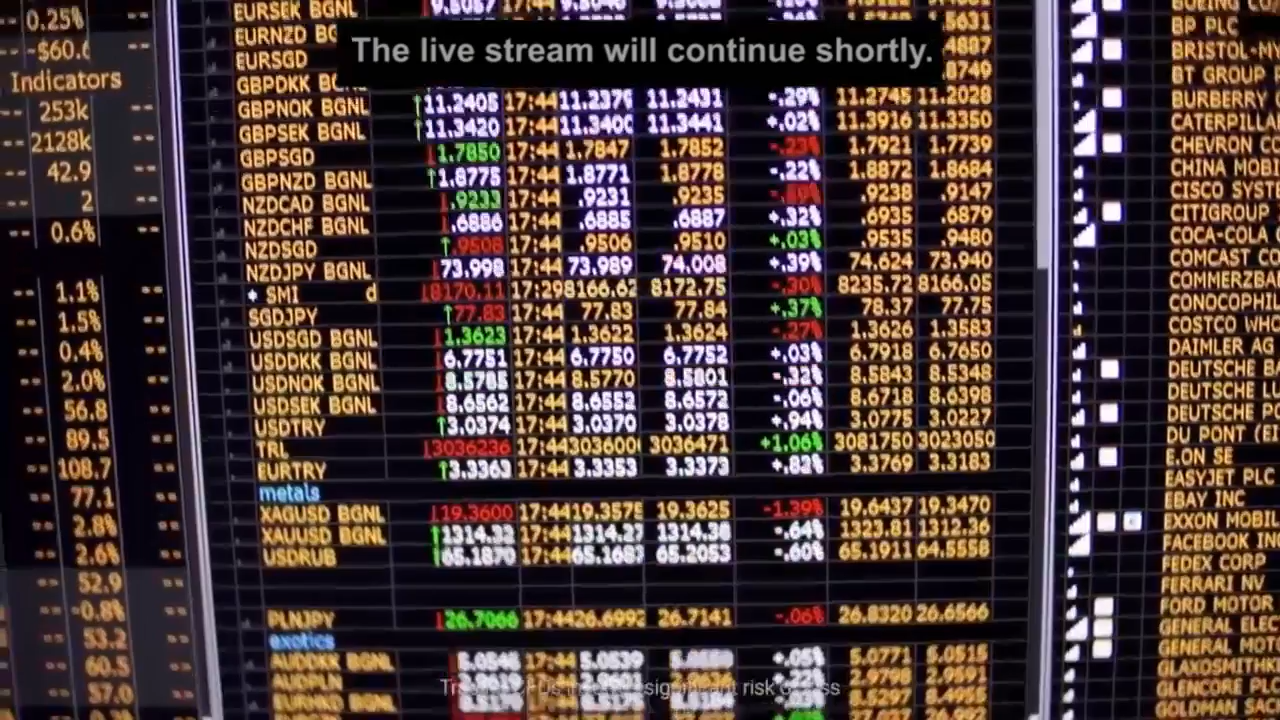 The live stream will continue shortly.
0.25%
-$60.
Indicators
253k
2128k
42.9
2
0.6%
1.1%
1.5%
0.4%
2.0%
56.8
89.5
108.7
77.1
2.8%
2.6%
52.9
-0.8%
53.2
60.5
57.0
EURSEK BGNL
EURNZD
EURSGD
GBPDKK
GBPNOK BGNL 11.2405 17:44 11.2379 11.2431 -.29% 11.2745 11.2028
GBPSEK BGNL 11.3420 17:44 11.3400 11.3441 +.02% 11.3916 11.3350
GBPSGD 1.7850 17:44 1.7847 1.7852 -.23% 1.7921 1.7739
GBPNZD BGNL 1.8775 17:44 1.8771 1.8778 -.22% 1.8872 1.8684
NZDCAD BGNL .9233 17:44 .9231 .9235 .9238 .9147
NZDCHF BGNL .6886 17:44 .6885 .6887 +.32% .6935 .6879
NZDSGD .9508 17:44 .9506 .9510 +.03% .9535 .9480
NZDJPY BGNL 73.998 17:44 73.989 74.008 +.39% 74.624 73.940
SMI d 8170.11 17:29 8166.62 8172.75 -.30% 8235.72 8166.05
SGDJPY 77.83 17:44 77.83 77.84 +.37% 78.37 77.75
USDSGD BGNL 1.3623 17:44 1.3622 1.3624 -.27% 1.3626 1.3583
USDDKK BGNL 6.7751 17:44 6.7750 6.7752 +.03% 6.7918 6.7650
USDNOK BGNL 8.5785 17:44 8.5770 8.5801 -.32% 8.5843 8.5348
USDSEK BGNL 8.6562 17:44 8.6552 8.6572 -.06% 8.6718 8.6398
USDTRY 3.0374 17:44 3.0370 3.0378 +.94% 3.0775 3.0227
TRL 3036236 17:44 303600 3036471 +1.06% 3081750 3023050
EURTRY 3.3363 17:44 3.3353 3.3373 +.82% 3.3769 3.3183
metals
XAGUSD BGNL 19.3600 17:44 19.3575 19.3625 -1.39% 19.6437 19.3470
XAUUSD BGNL 1314.33 17:44 1314.27 1314.38 -.64% 1323.81 1312.36
USDRUB 65.1870 17:44 65.1687 65.2053 -.60% 65.1911 64.5558
PLNJPY 26.7066 17:44 26.6992 26.7141 -.06% 26.8320 26.6566
exotics
AUDDKK BGNL 5.0546 17:44 5.0539 +.05% 5.0771 5.0515
AUDPLN 2.9798 2.9591
BP PLC
BRISTOL-MY
BT GROUP
BURBERRY
CATERPILLA
CHEVRON CO
CHINA MOBI
CISCO SYST
CITIGROUP
COCA-COLA
COMCAST CO
COMMERZBA
CONOCOPHIL
COSTCO WHO
DAIMLER AG
DEUTSCHE BA
DEUTSCHE LU
DEUTSCHE PO
DU PONT (EI
E.ON SE
EASYJET PLC
EBAY INC
EXXON MOBIL
FACEBOOK INC
FEDEX CORP
FERRARI NV
FORD MOTOR
GENERAL ELEC
GENERAL MOT
GLAXOSMITHK
GLENCORE PLC
GOLDMAN SAC